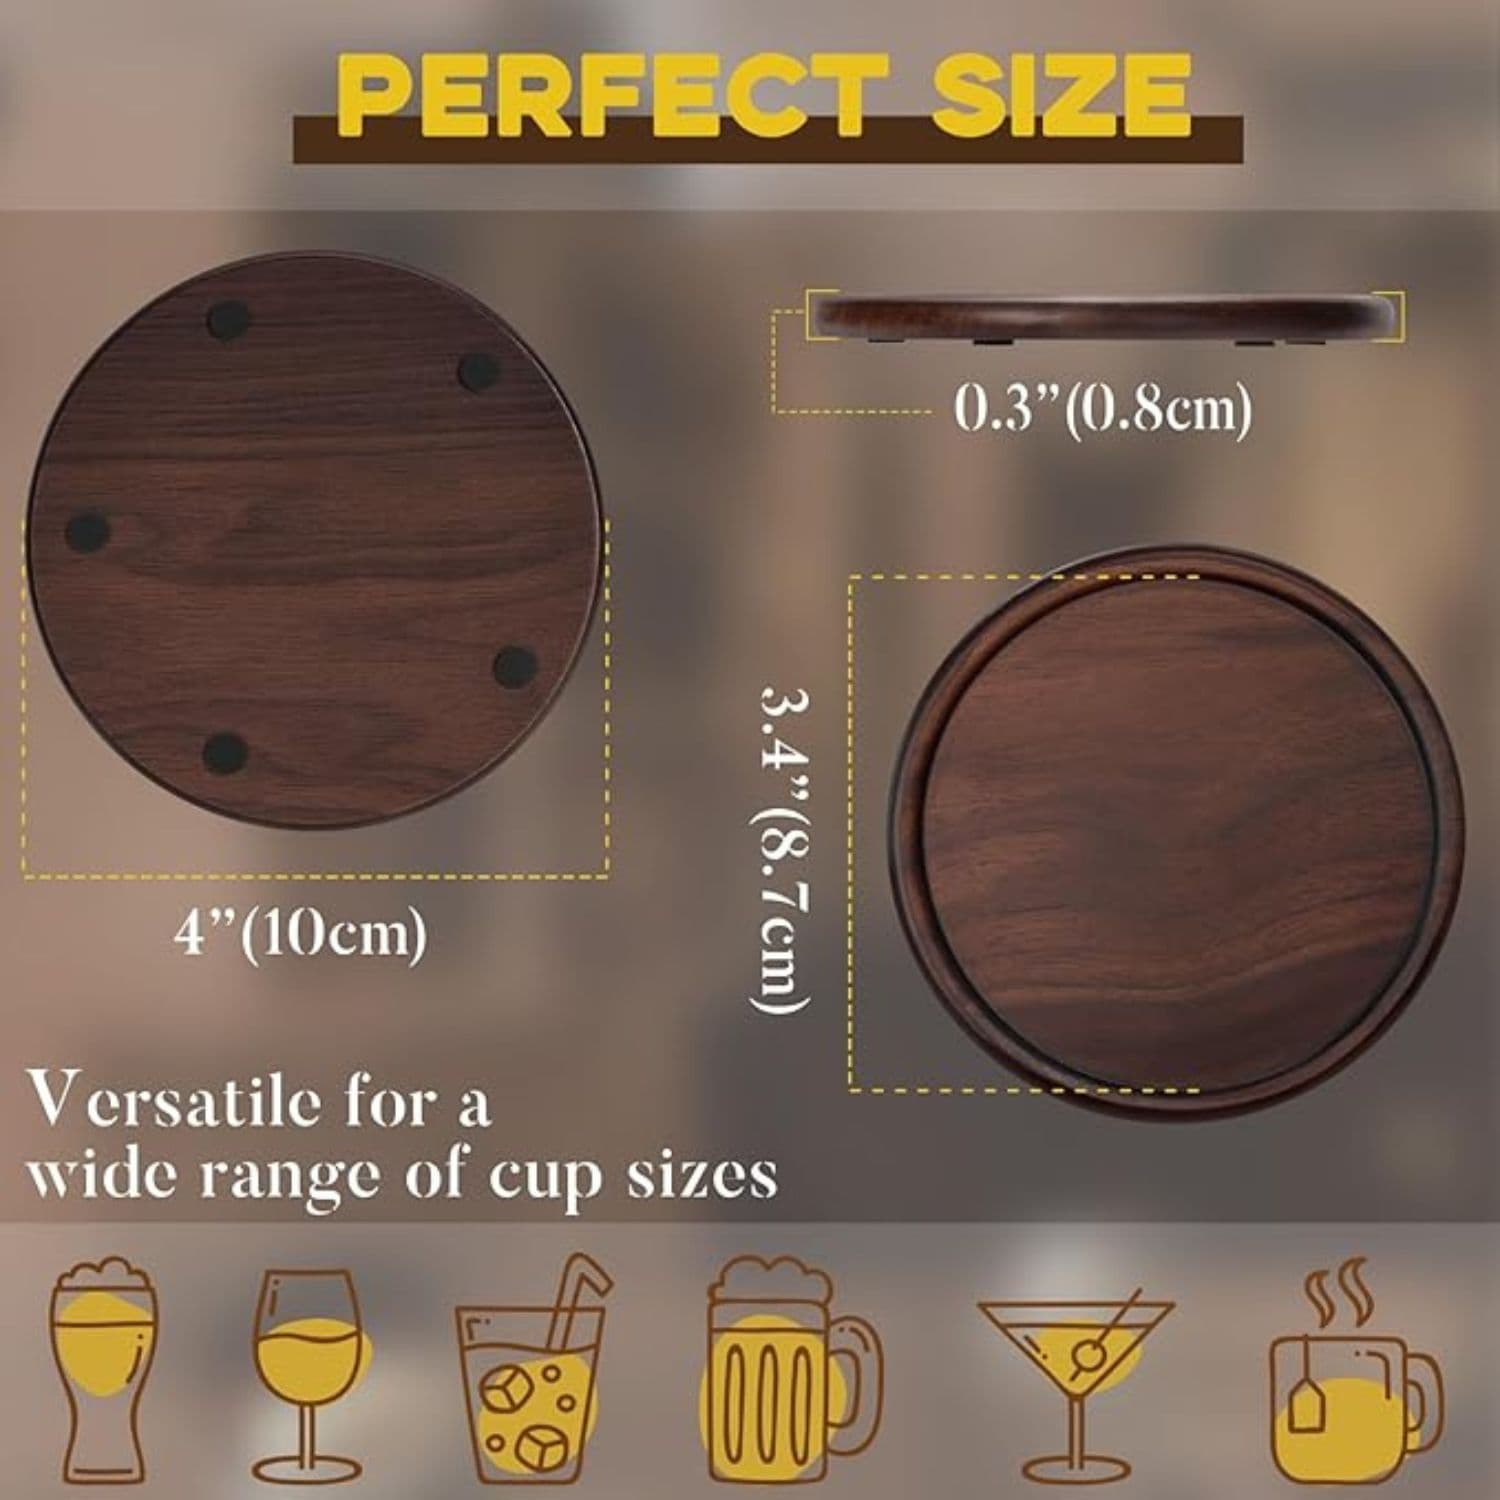 PERFECT SIZE
0.3”(0.8cm)
3.4”(8.7cm)
4”(10cm)
Versatile for a
wide range of cup sizes